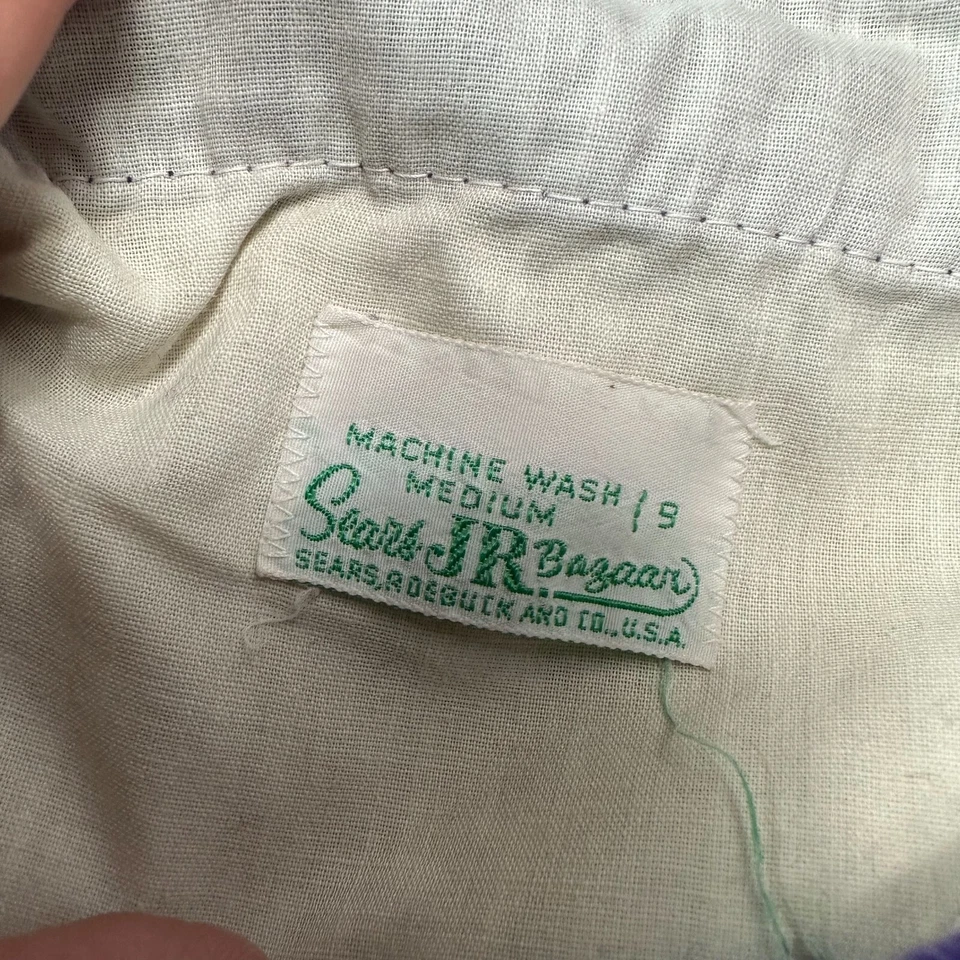 MACHINE WASH / 9
MEDIUM
Sears JR. Bazaar
SEARS, ROEBUCK AND CO., U.S.A.